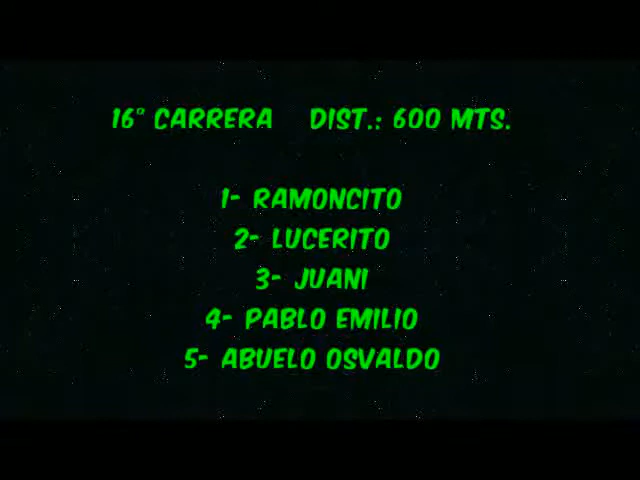 16° CARRERA DIST.: 600 MTS.
1- RAMONCITO
2- LUCERITO
3- JUANI
4- PABLO EMILIO
5- ABUELO OSVALDO